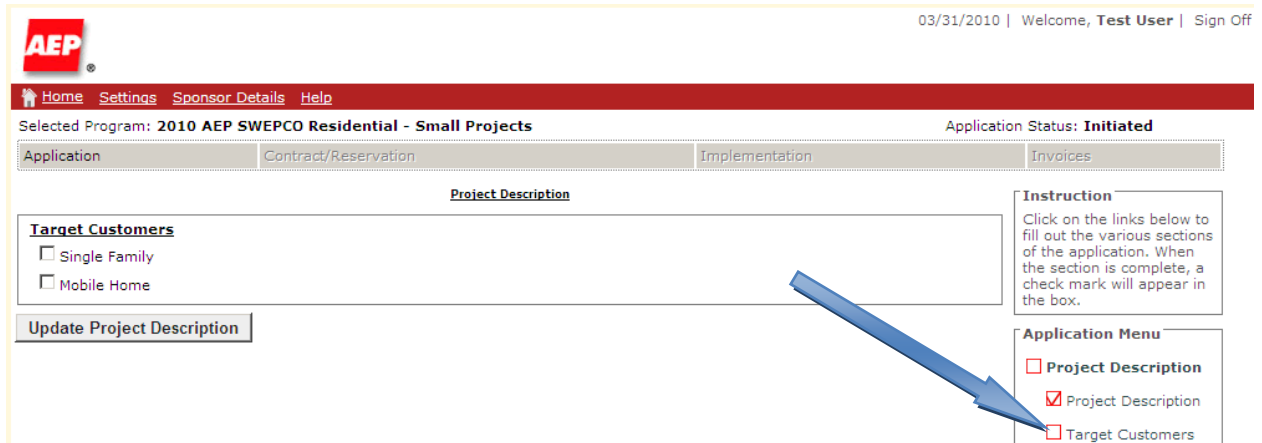 03/31/2010 | Welcome, Test User | Sign Off
AEP
®
Home Settings Sponsor Details Help
Selected Program: 2010 AEP SWEPCO Residential - Small Projects
Application Status: Initiated
Application Contract/Reservation Implementation Invoices
Project Description
Target Customers
Single Family
Mobile Home
Update Project Description
Instruction
Click on the links below to
fill out the various sections
of the application. When
the section is complete, a
check mark will appear in
the box.
Application Menu
Project Description
Project Description
Target Customers